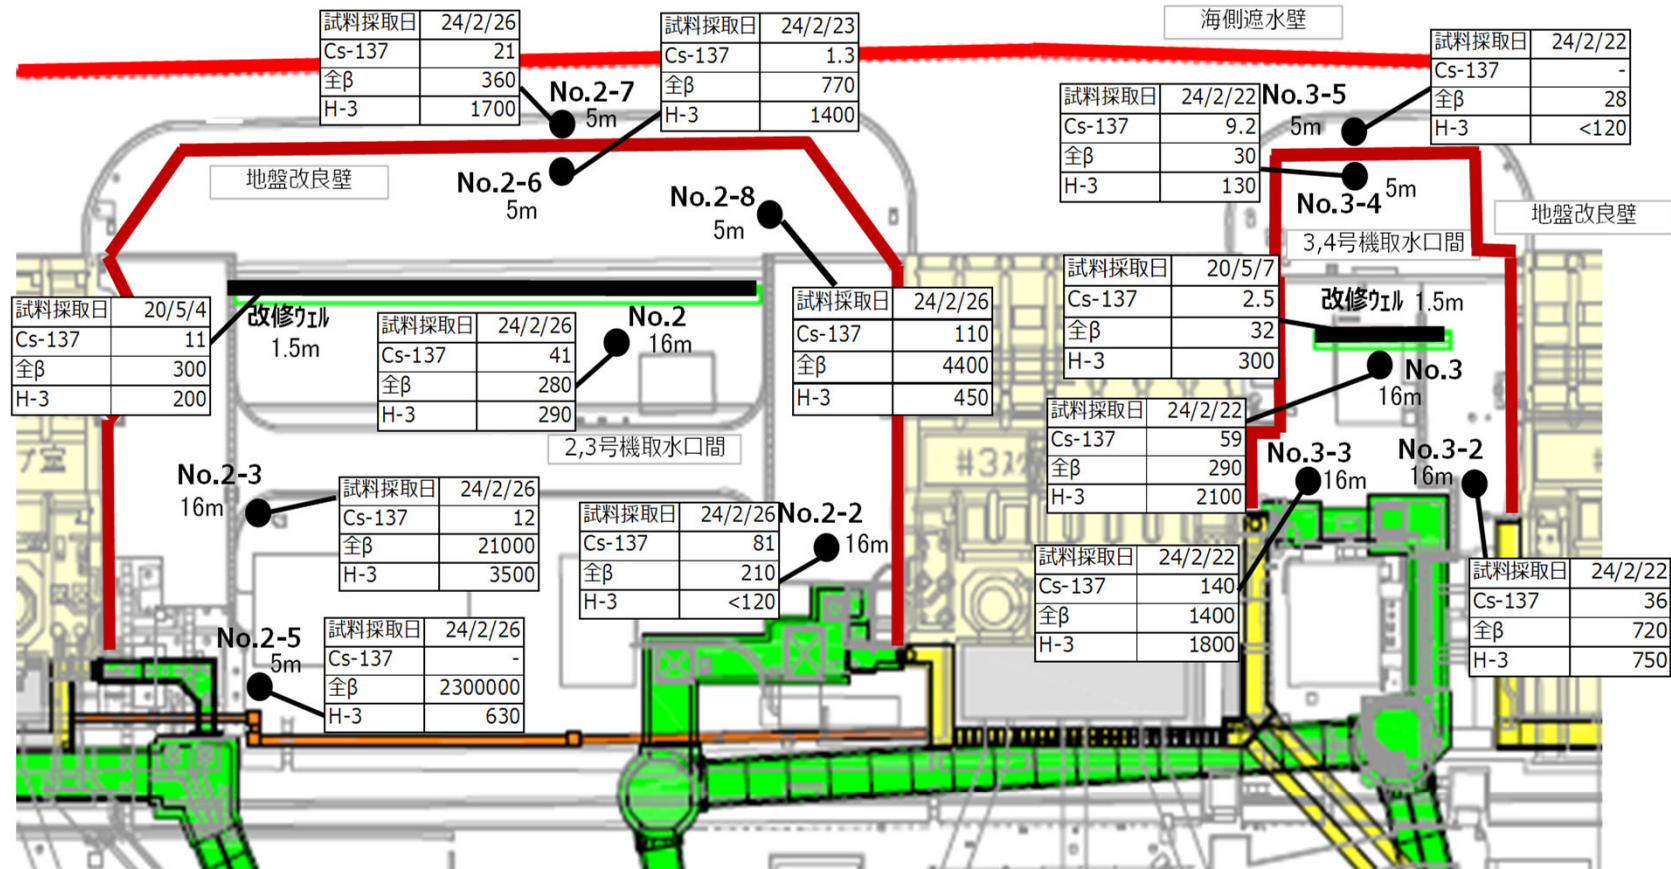 海側遮水壁
試料採取日 24/2/26
Cs-137 21
全β 360
H-3 1700
No.2-7
5m
試料採取日 24/2/23
Cs-137 1.3
全β 770
H-3 1400
No.2-6
5m
試料採取日 24/2/22
Cs-137 9.2
全β 30
H-3 130
No.3-5
5m
試料採取日 24/2/22
Cs-137 -
全β 28
H-3 <120
No.3-4
5m
地盤改良壁
地盤改良壁
No.2-8
5m
3,4号機取水口間
試料採取日 20/5/4
Cs-137 11
全β 300
H-3 200
改修ウェル
1.5m
試料採取日 24/2/26
Cs-137 41
全β 280
H-3 290
No.2
16m
試料採取日 24/2/26
Cs-137 110
全β 4400
H-3 450
試料採取日 20/5/7
Cs-137 2.5
全β 32
H-3 300
改修ウェル 1.5m
No.3
16m
試料採取日 24/2/22
Cs-137 59
全β 290
H-3 2100
2,3号機取水口間
No.2-3
16m
試料採取日 24/2/26
Cs-137 12
全β 21000
H-3 3500
試料採取日 24/2/26
Cs-137 81
全β 210
H-3 <120
No.2-2
16m
No.3-3
16m
No.3-2
16m
試料採取日 24/2/22
Cs-137 140
全β 1400
H-3 1800
試料採取日 24/2/22
Cs-137 36
全β 720
H-3 750
No.2-5
5m
試料採取日 24/2/26
Cs-137 -
全β 2300000
H-3 630
プ室
#3